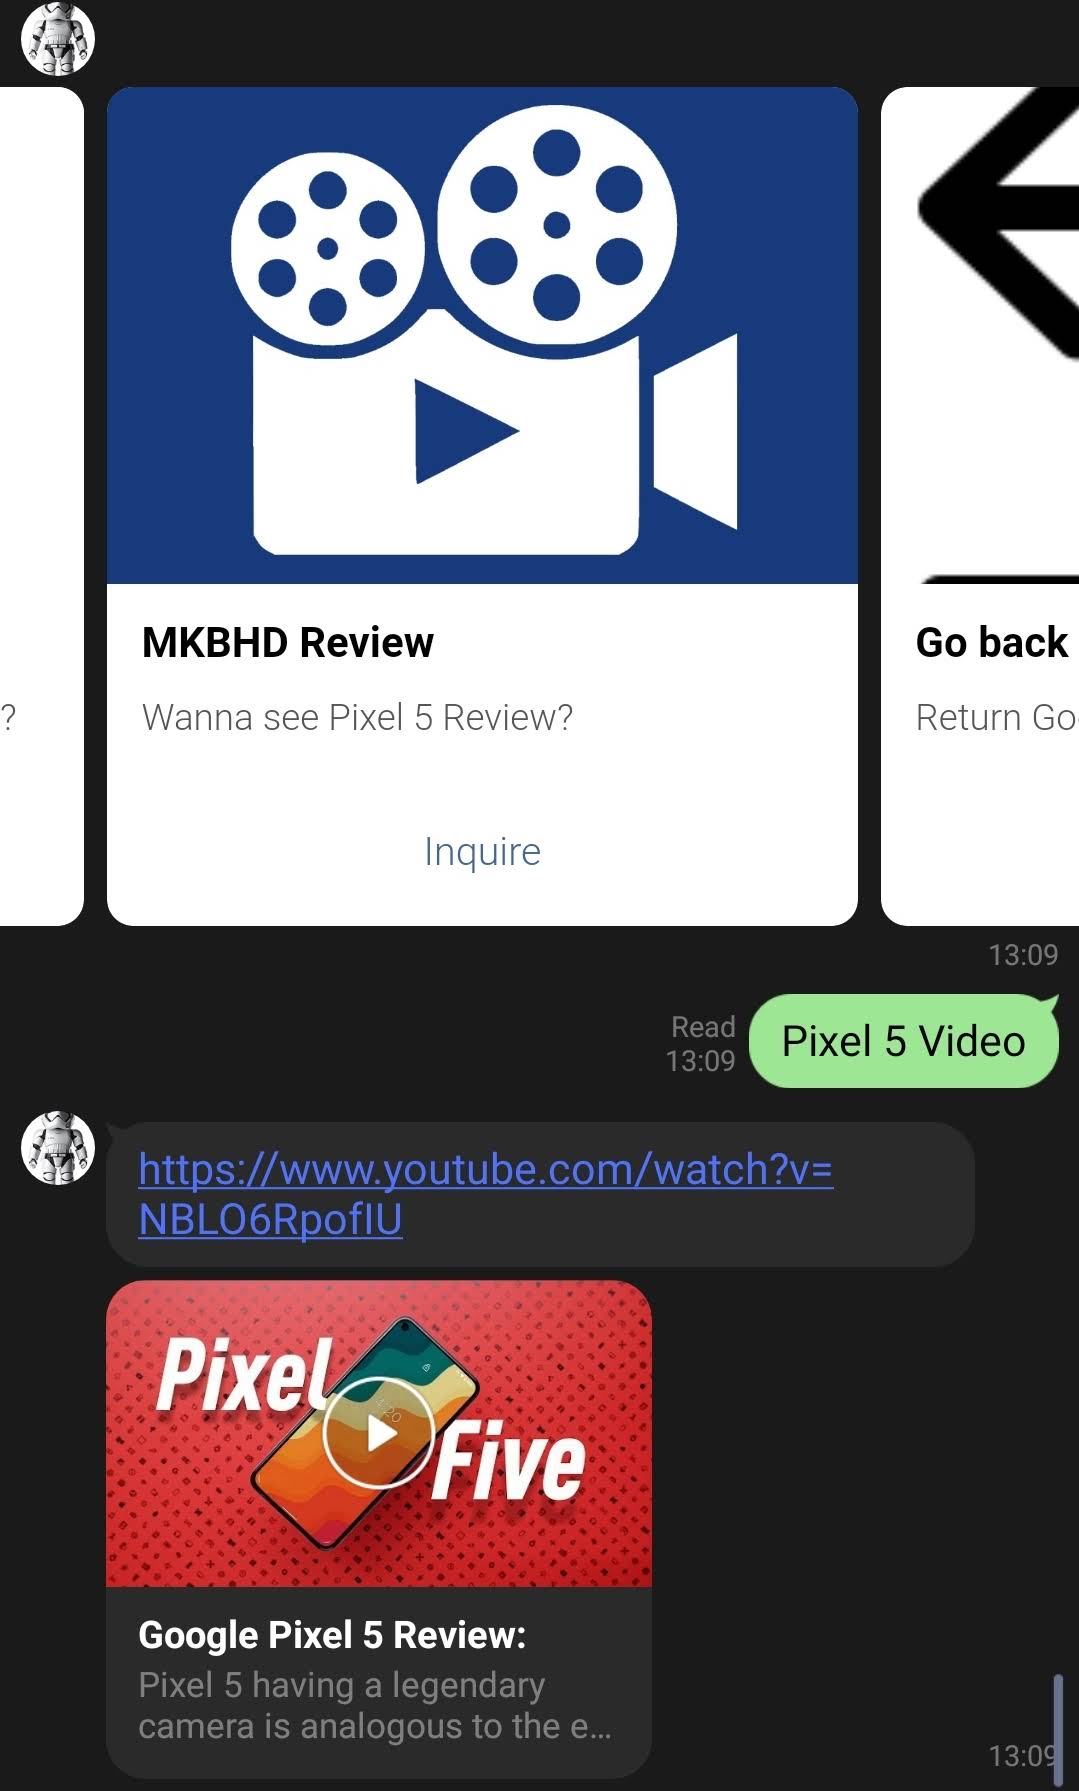 ?
MKBHD Review
Wanna see Pixel 5 Review?
Inquire
Go back
Return Go
13:09
Read
13:09
Pixel 5 Video
https://www.youtube.com/watch?v=
NBLO6RpofIU
Pixel
Five
Google Pixel 5 Review:
Pixel 5 having a legendary
camera is analogous to the e...
13:09